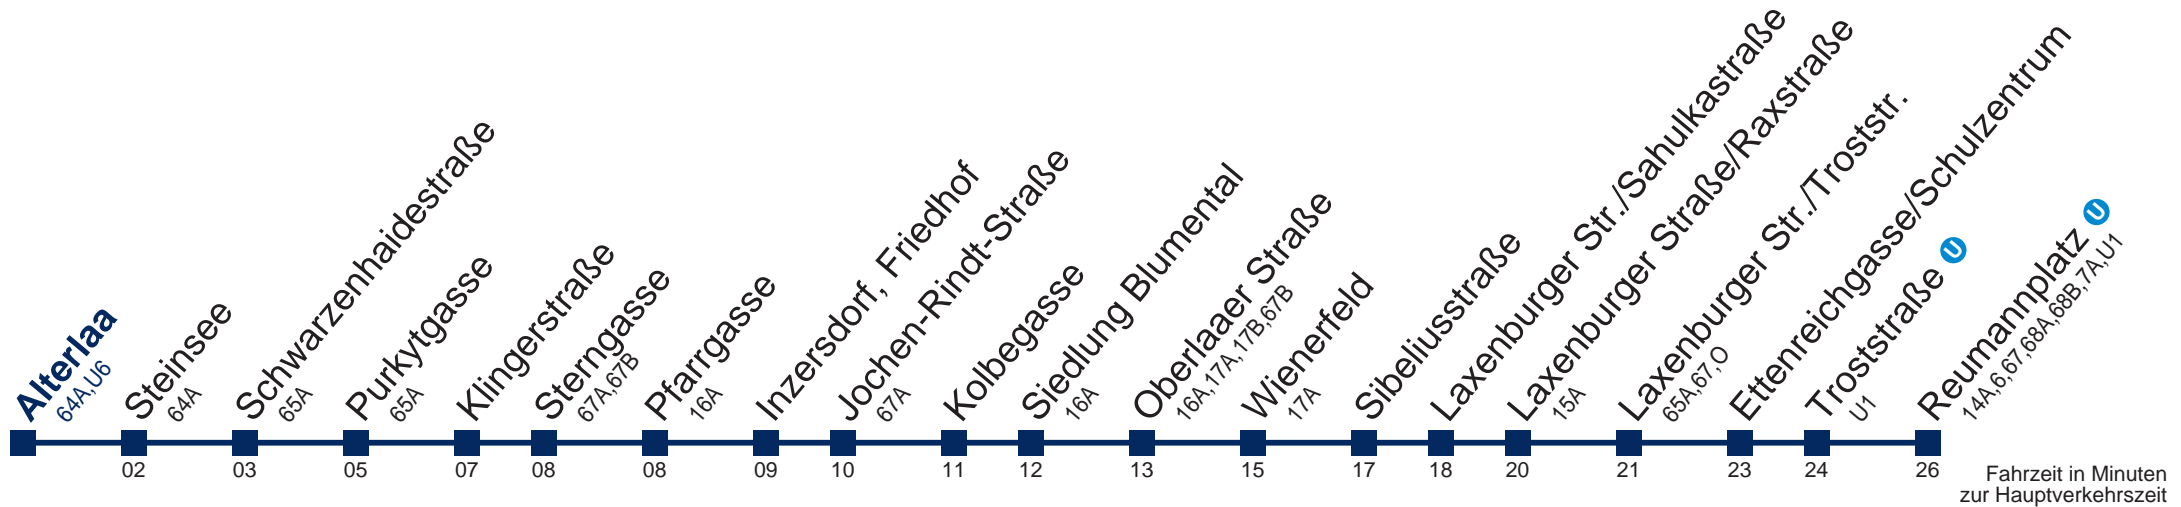 Alterlaa
64A,U6
Steinsee
64A
Schwarzenhaidestraße
65A
Purkytgasse
65A
Klingerstraße
Sterngasse
67A,67B
Pfarrgasse
16A
Inzersdorf, Friedhof
Jochen-Rindt-Straße
67A
Kolbegasse
Siedlung Blumental
16A
Oberlaaer Straße
16A,17A,17B,67B
Wienerfeld
17A
Sibeliusstraße
Laxenburger Str./Sahulkastraße
Laxenburger Straße/Raxstraße
15A
Laxenburger Str./Troststr.
65A,67,O
Ettenreichgasse/Schulzentrum
Troststraße U
U1
Reumannplatz U
14A,6,67,68A,68B,7A,U1
02 03 05 07 08 08 09 10 11 12 13 15 17 18 20 21 23 24 26
Fahrzeit in Minuten
zur Hauptverkehrszeit